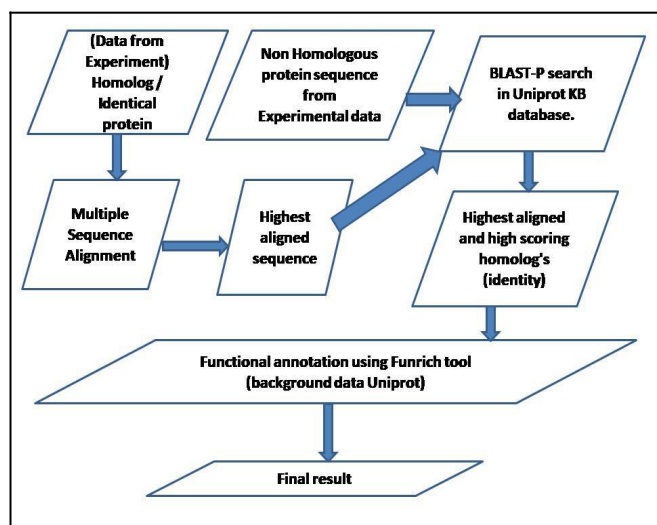 (Data from
Experiment)
Homolog /
Identical
protein
Non Homologous
protein sequence
from
Experimental data
BLAST-P search
in Uniprot KB
database.
Multiple
Sequence
Alignment
Highest
aligned
sequence
Highest aligned
and high scoring
homolog's
(identity)
Functional annotation using Funrich tool
(background data Uniprot)
Final result